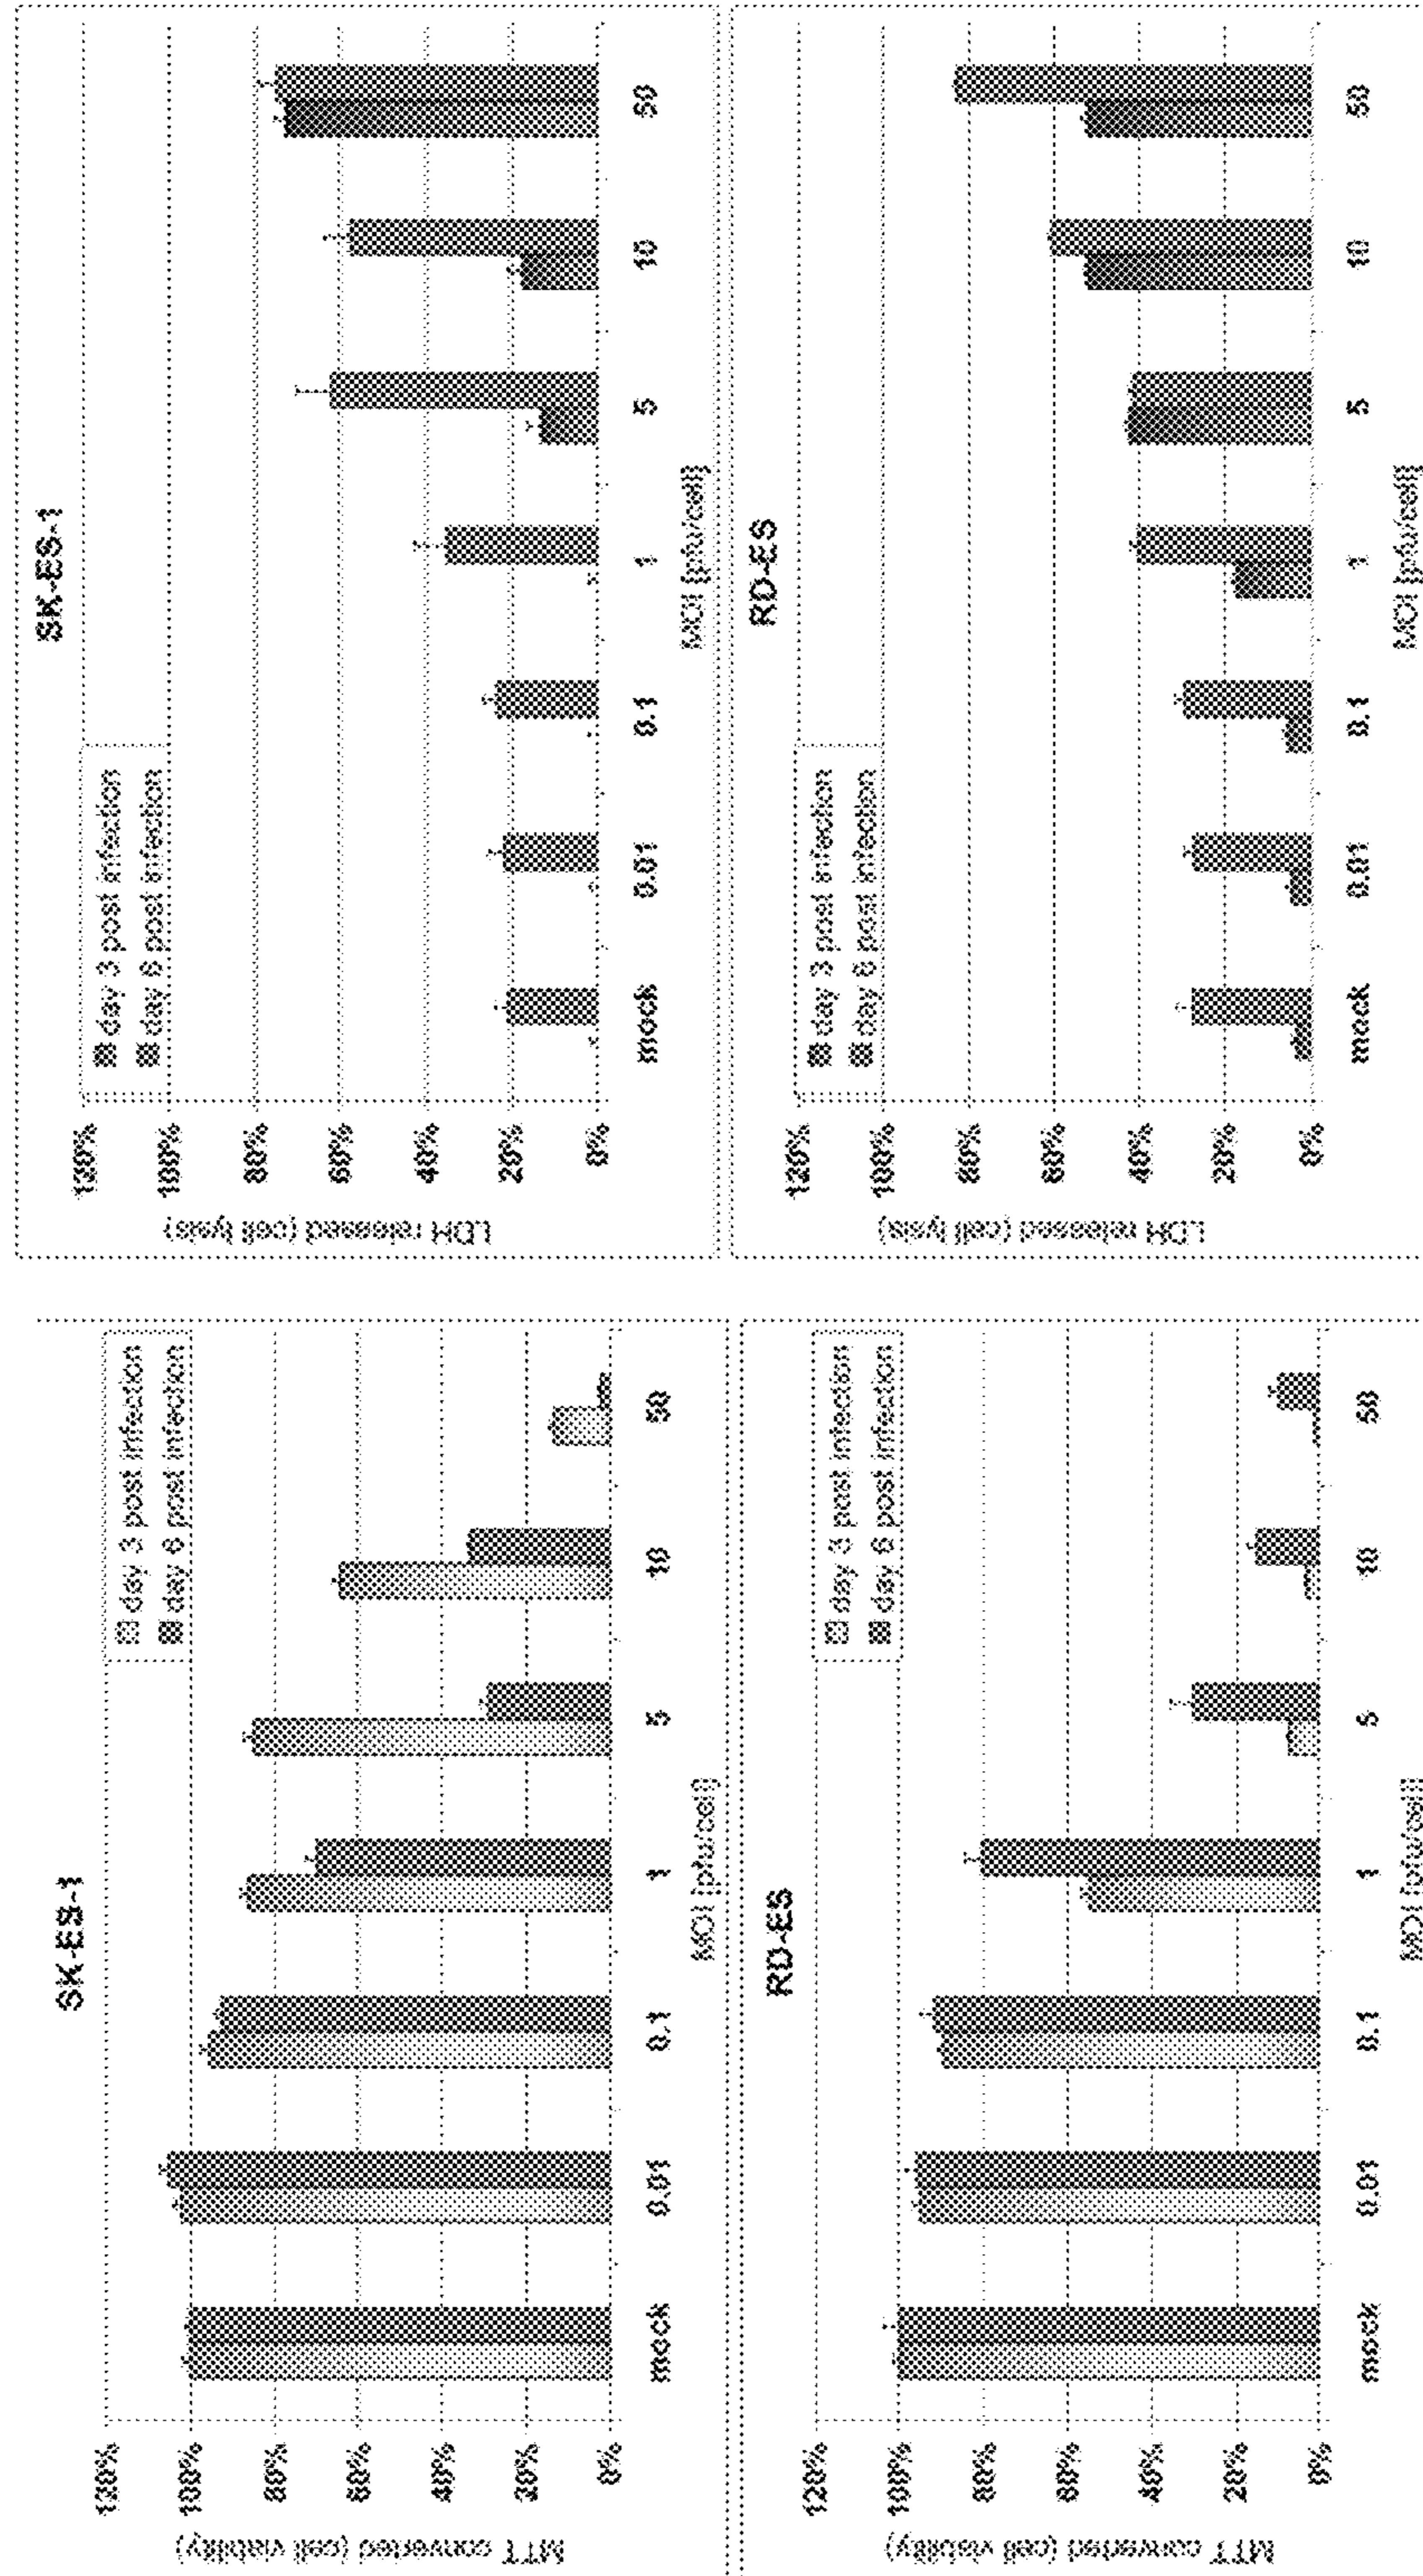 SK-ES-1
MTT converted (cell viability)
120%
100%
80%
60%
40%
20%
0%
day 3 post infection
day 6 post infection
mock 0.01 0.1 1 5 10 50
MOI [pfu/cell]
SK-ES-1
LDH released (cell lysis)
120%
100%
80%
60%
40%
20%
0%
day 3 post infection
day 6 post infection
mock 0.01 0.1 1 5 10 50
MOI [pfu/cell]
RD-ES
MTT converted (cell viability)
120%
100%
80%
60%
40%
20%
0%
day 3 post infection
day 6 post infection
mock 0.01 0.1 1 5 10 50
MOI [pfu/cell]
RD-ES
LDH released (cell lysis)
120%
100%
80%
60%
40%
20%
0%
day 3 post infection
day 6 post infection
mock 0.01 0.1 1 5 10 50
MOI [pfu/cell]